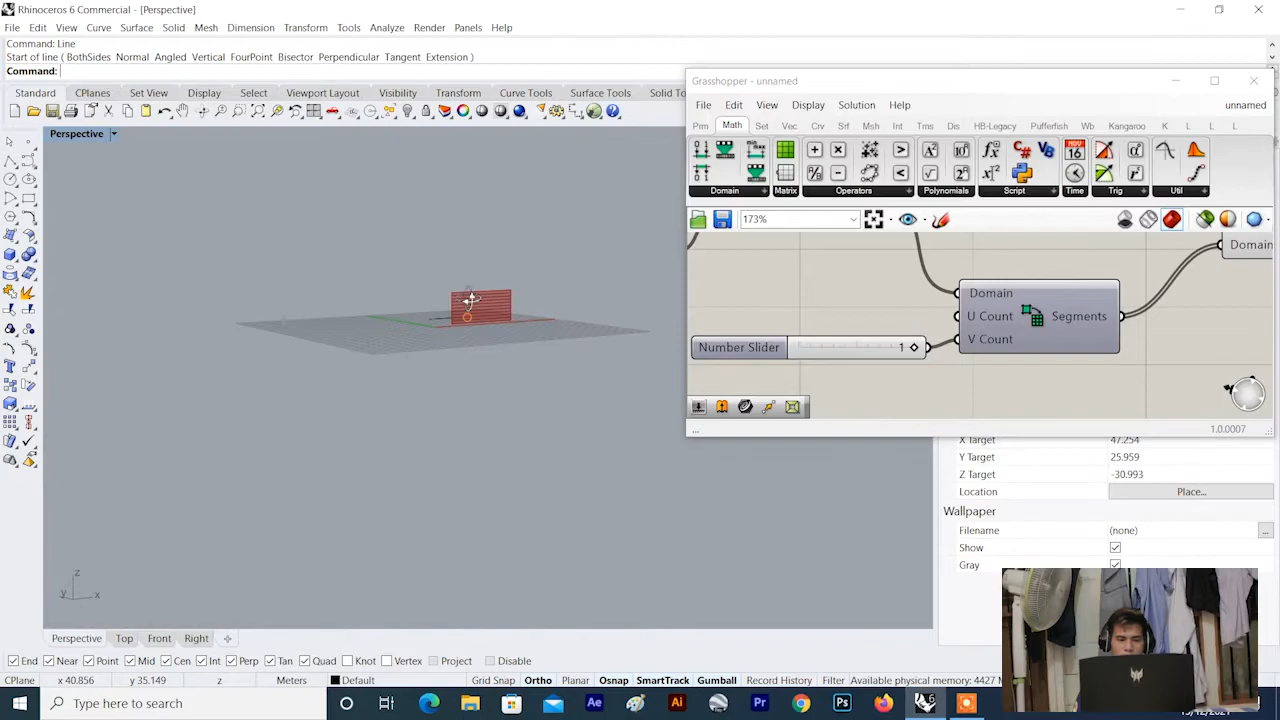 Rhinoceros 6 Commercial - [Perspective]
File Edit View Curve Surface Solid Mesh Dimension Transform Tools Analyze Render Panels Help
Command: Line
Start of line ( BothSides Normal Angled Vertical FourPoint Bisector Perpendicular Tangent Extension )
Command:
Standard CPlanes Set View Display Select Viewport Layout Visibility Transform Curve Tools Surface Tools Solid To
Perspective
Grasshopper - unnamed
File Edit View Display Solution Help unnamed
Prm Math Set Vec Crv Srf Msh Int Trns Dis HB-Legacy Pufferfish Wb Kangaroo K L L L
Domain Matrix Operators Polynomials Script Time Trig Util
173%
Domain
Domain
U Count Segments
V Count
Number Slider 1
...
1.0.0007
X Target 47.254
Y Target 25.959
Z Target -30.993
Location Place...
Wallpaper
Filename (none) ...
Show
Gray
z
y x
Perspective Top Front Right
End Near Point Mid Cen Int Perp Tan Quad Knot Vertex Project Disable
CPlane x 40.856 y 35.149 z Meters Default Grid Snap Ortho Planar Osnap SmartTrack Gumball Record History Filter Available physical memory: 4427 M
Type here to search